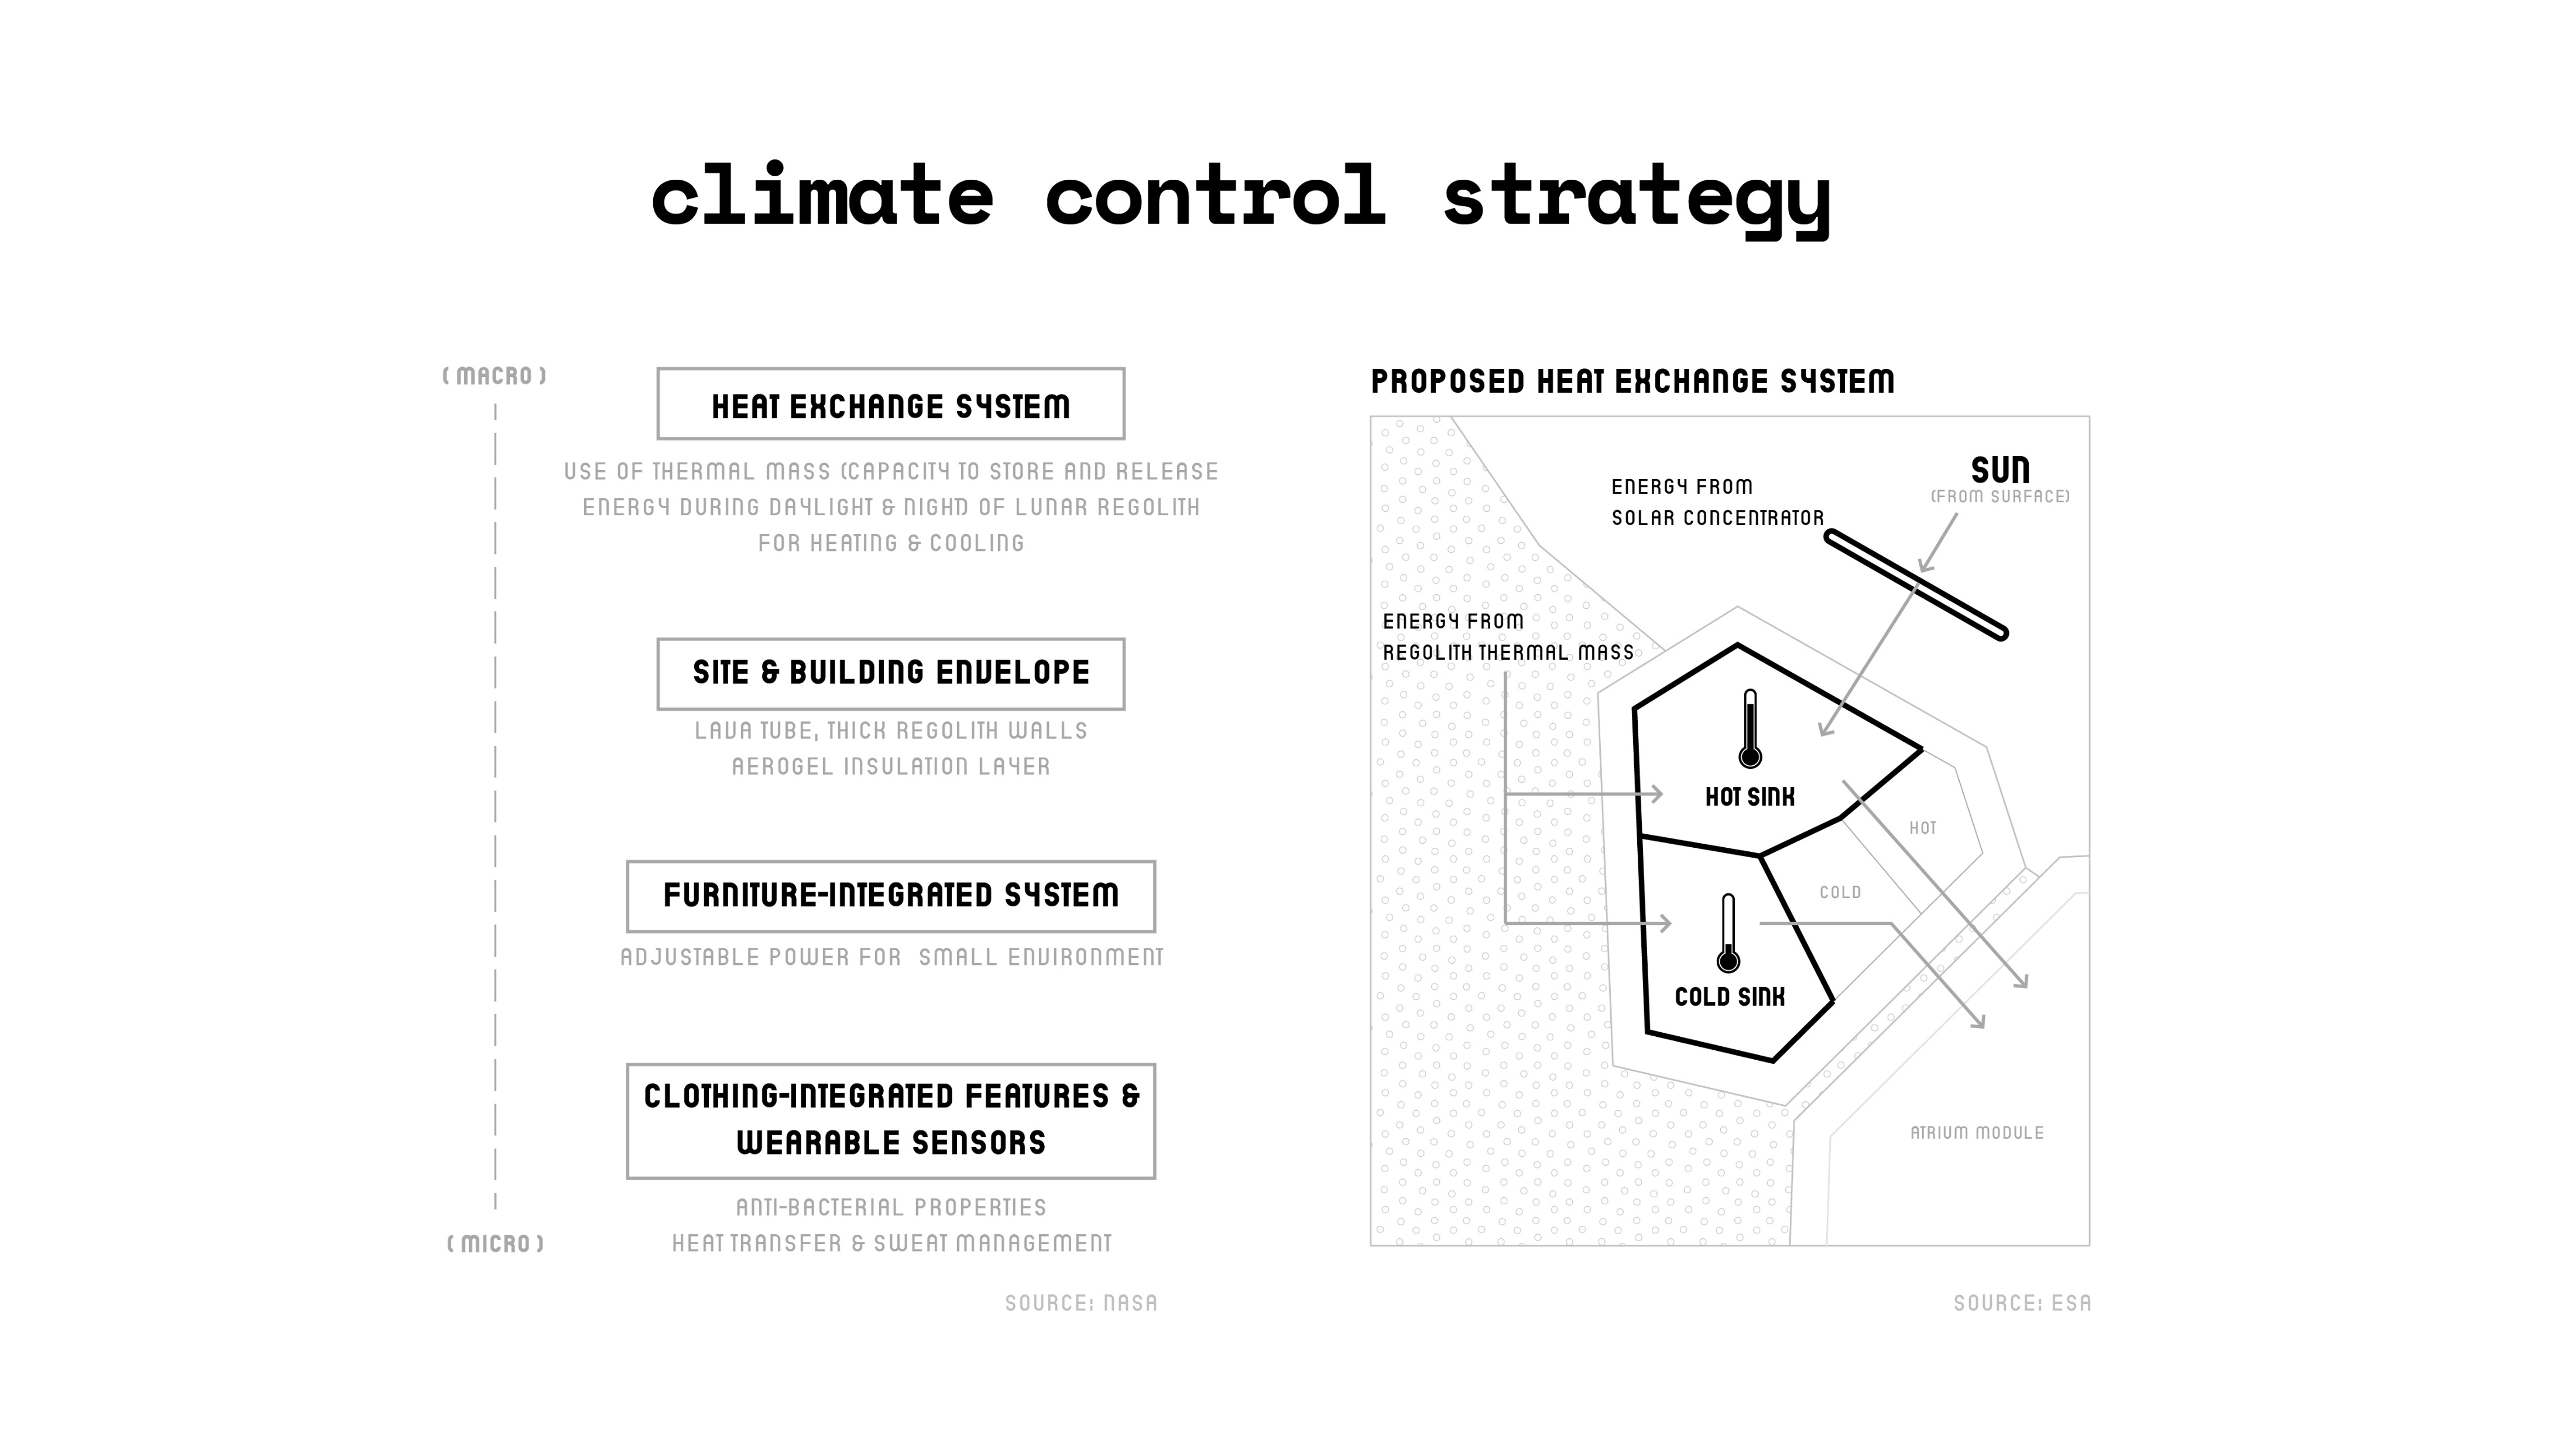 climate control strategy
( MACRO )
HEAT EXCHANGE SYSTEM
USE OF THERMAL MASS (CAPACITY TO STORE AND RELEASE
ENERGY DURING DAYLIGHT & NIGHT) OF LUNAR REGOLITH
FOR HEATING & COOLING
SITE & BUILDING ENVELOPE
LAVA TUBE, THICK REGOLITH WALLS
AEROGEL INSULATION LAYER
FURNITURE-INTEGRATED SYSTEM
ADJUSTABLE POWER FOR  SMALL ENVIRONMENT
CLOTHING-INTEGRATED FEATURES &
WEARABLE SENSORS
ANTI-BACTERIAL PROPERTIES
HEAT TRANSFER & SWEAT MANAGEMENT
( MICRO )
SOURCE: NASA
PROPOSED HEAT EXCHANGE SYSTEM
SUN
(FROM SURFACE)
ENERGY FROM
SOLAR CONCENTRATOR
ENERGY FROM
REGOLITH THERMAL MASS
HOT SINK
HOT
COLD
COLD SINK
ATRIUM MODULE
SOURCE: ESA